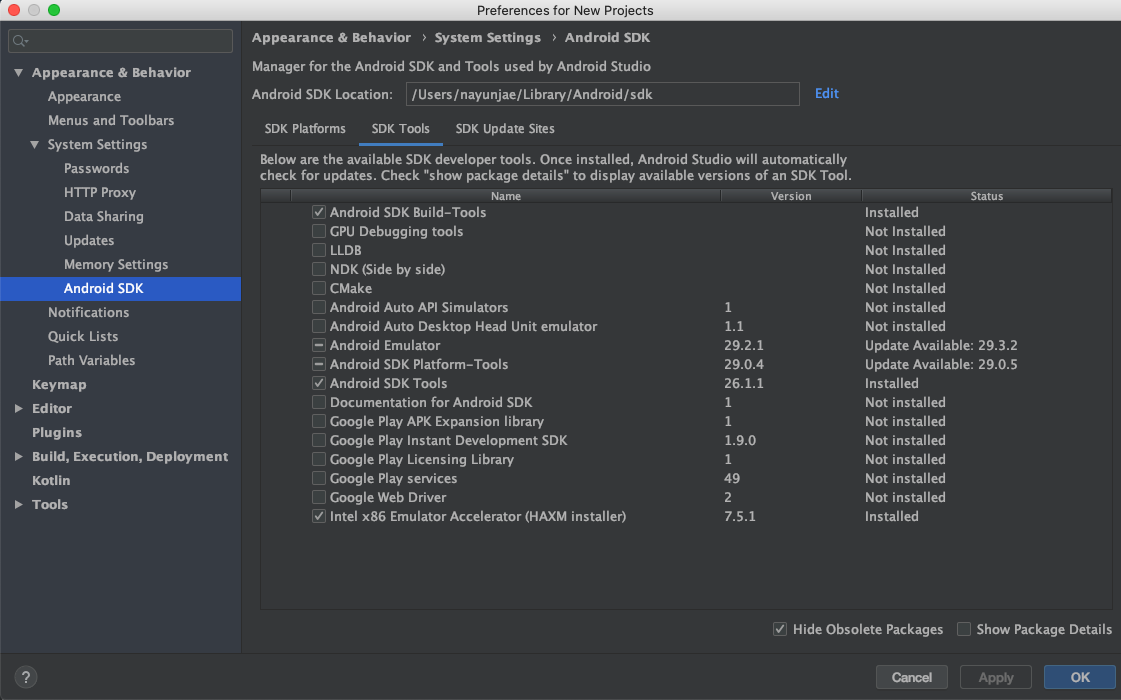 Preferences for New Projects
Appearance & Behavior
Appearance
Menus and Toolbars
System Settings
Passwords
HTTP Proxy
Data Sharing
Updates
Memory Settings
Android SDK
Notifications
Quick Lists
Path Variables
Keymap
Editor
Plugins
Build, Execution, Deployment
Kotlin
Tools
Appearance & Behavior › System Settings › Android SDK
Manager for the Android SDK and Tools used by Android Studio
Android SDK Location: /Users/nayunjae/Library/Android/sdk Edit
SDK Platforms SDK Tools SDK Update Sites
Below are the available SDK developer tools. Once installed, Android Studio will automatically
check for updates. Check "show package details" to display available versions of an SDK Tool.
Name Version Status
Android SDK Build-Tools Installed
GPU Debugging tools Not Installed
LLDB Not Installed
NDK (Side by side) Not Installed
CMake Not Installed
Android Auto API Simulators 1 Not installed
Android Auto Desktop Head Unit emulator 1.1 Not installed
Android Emulator 29.2.1 Update Available: 29.3.2
Android SDK Platform-Tools 29.0.4 Update Available: 29.0.5
Android SDK Tools 26.1.1 Installed
Documentation for Android SDK 1 Not installed
Google Play APK Expansion library 1 Not installed
Google Play Instant Development SDK 1.9.0 Not installed
Google Play Licensing Library 1 Not installed
Google Play services 49 Not installed
Google Web Driver 2 Not installed
Intel x86 Emulator Accelerator (HAXM installer) 7.5.1 Installed
Hide Obsolete Packages Show Package Details
? Cancel Apply OK